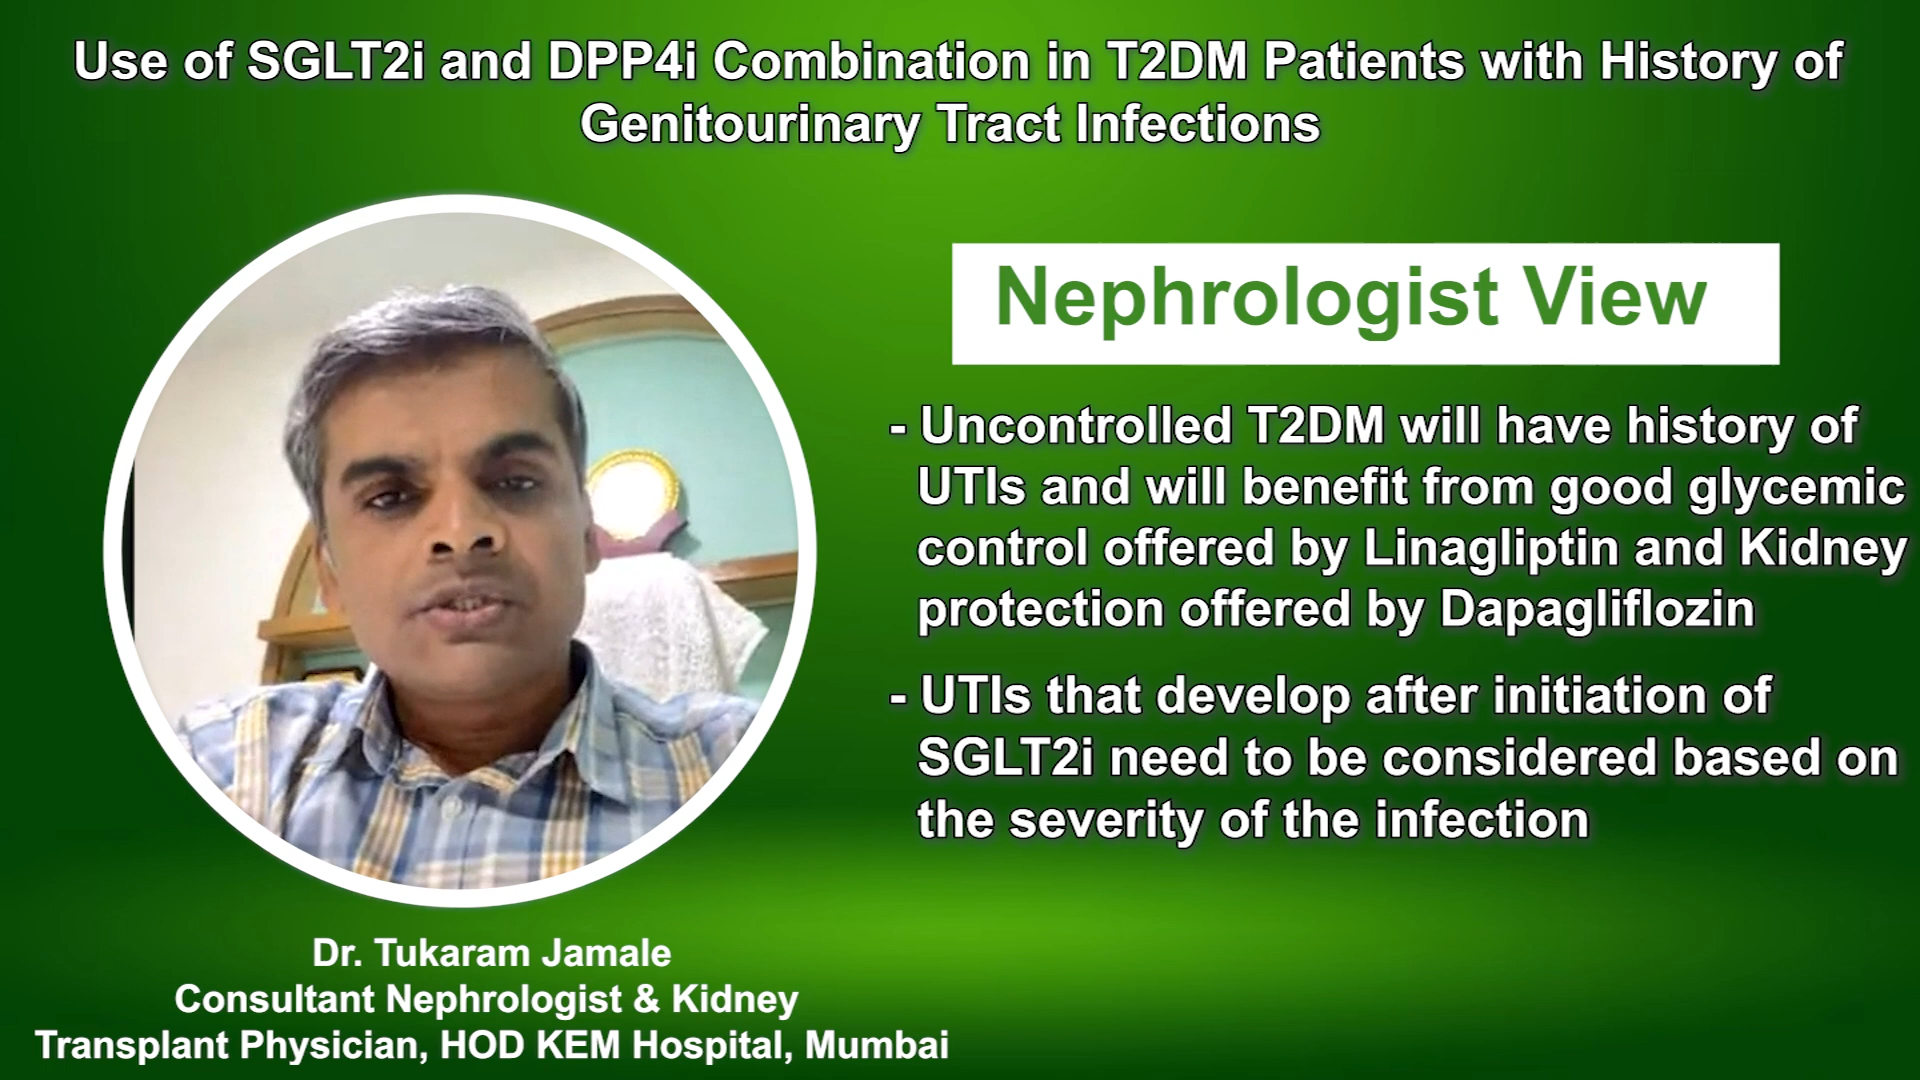 Use of SGLT2i and DPP4i Combination in T2DM Patients with History of
Genitourinary Tract Infections
Nephrologist View
- Uncontrolled T2DM will have history of
UTIs and will benefit from good glycemic
control offered by Linagliptin and Kidney
protection offered by Dapagliflozin
- UTIs that develop after initiation of
SGLT2i need to be considered based on
the severity of the infection
Dr. Tukaram Jamale
Consultant Nephrologist & Kidney
Transplant Physician, HOD KEM Hospital, Mumbai